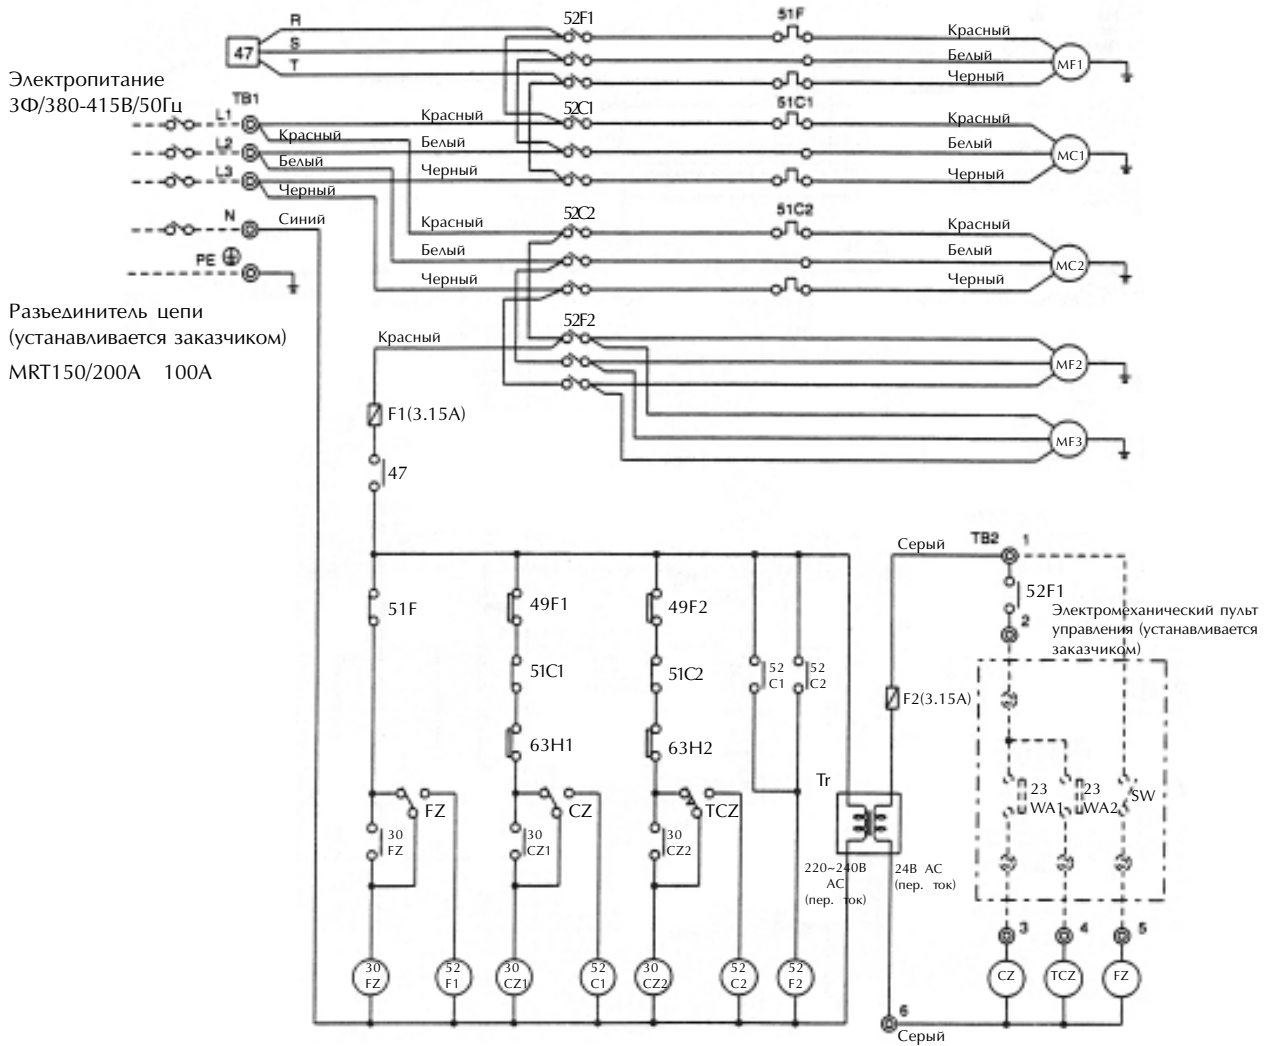 R
52F1
51F
Красный
S
47
Белый
MF1
T
Электропитание
Черный
3Ф/380-415В/50Гц
TB1
52C1
51C1
L1
Красный
Красный
Красный
L2
Белый
Белый
MC1
Белый
L3
Черный
Черный
Черный
N
Синий
52C2
51C2
Красный
Красный
PE
Белый
Белый
MC2
Черный
Черный
Разъединитель цепи
(устанавливается заказчиком)
52F2
Красный
MRT150/200A 100A
MF2
F1(3.15A)
MF3
47
Серый
TB2
1
52F1
Электромеханический пульт
управления (устанавливается
заказчиком)
2
51F
49F1
49F2
51C1
51C2
52
C1
52
C2
F2(3.15A)
63H1
63H2
Tr
23
WA1
23
WA2
SW
FZ
CZ
TCZ
30
FZ
30
CZ1
30
CZ2
220~240В
AC
(пер. ток)
24В AC
(пер. ток)
3
4
5
30
FZ
52
F1
30
CZ1
52
C1
30
CZ2
52
C2
52
F2
CZ
TCZ
FZ
6
Серый